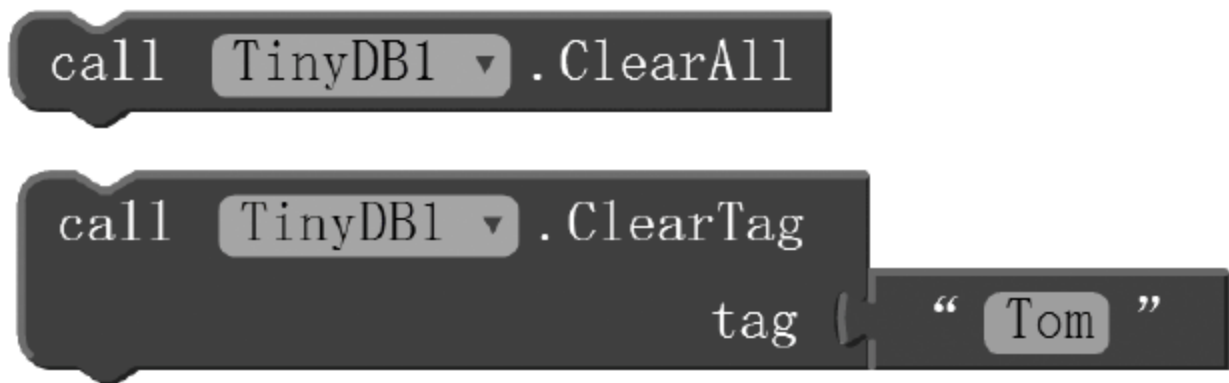 call TinyDB1 .ClearAll
call TinyDB1 .ClearTag
tag “ Tom ”